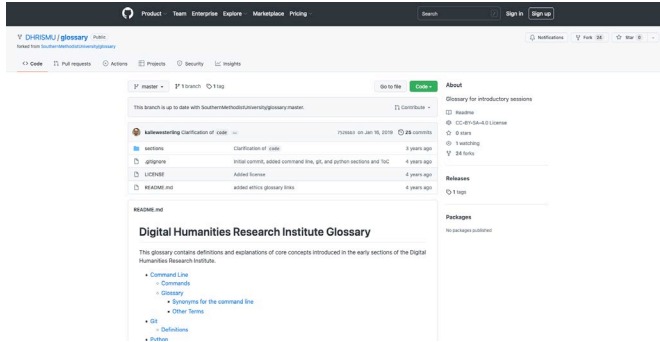 Product Team Enterprise Explore Marketplace Pricing Search Sign in Sign up
DHRISMU / glossary Public Notifications Fork 24 Star 0
forked from SouthernMethodistUniversity/glossary
<> Code Pull requests Actions Projects Security Insights
master 1 branch 1 tag Go to file Code About
Glossary for introductory sessions
This branch is up to date with SouthernMethodistUniversity/glossary:master. Contribute
Readme
CC-BY-SA-4.0 License
kallewesterling Clarification of code on Jan 18, 2019 25 commits
0 stars
sections Clarification of code 3 years ago
1 watching
.gitignore Initial commit, added command line, git, and python sections and ToC 4 years ago
24 forks
LICENSE Added license 4 years ago
README.md added ethics glossary links 4 years ago
Releases
1 tags
README.md
Packages
No packages published
Digital Humanities Research Institute Glossary
This glossary contains definitions and explanations of core concepts introduced in the early sections of the Digital
Humanities Research Institute.
• Command Line
Commands
Glossary
Synonyms for the command line
Other Terms
• Git
Definitions
• Python